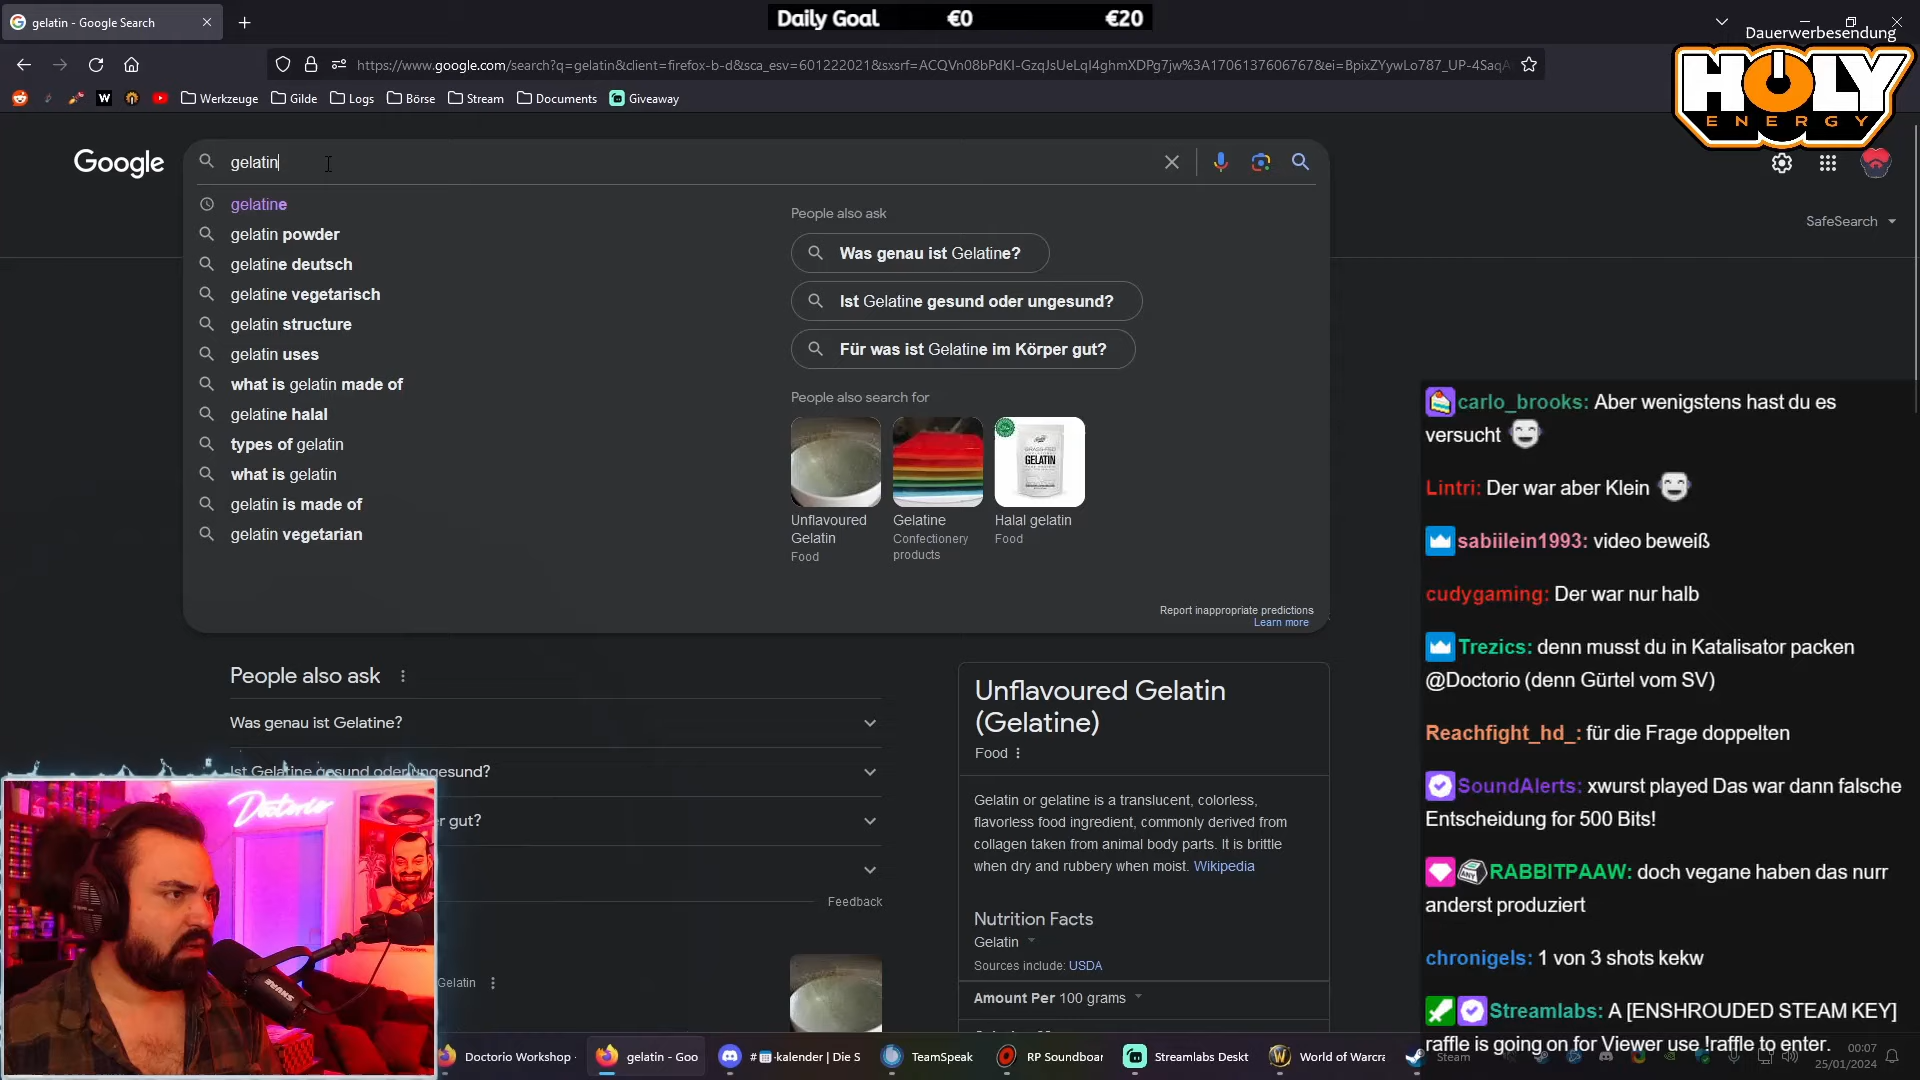 gelatin - Google Search
Daily Goal €0 €20
Dauerwerbesendung
HOLY
ENERGY
https://www.google.com/search?q=gelatin&client=firefox-b-d&sca_esv=601222021&sxsrf=
Werkzeuge
Gilde
Logs
Börse
Stream
Documents
Giveaway
Google
gelatin
SafeSearch
gelatine
gelatin powder
gelatine deutsch
gelatine vegetarisch
gelatin structure
gelatin uses
what is gelatin made of
gelatine halal
types of gelatin
what is gelatin
gelatin is made of
gelatin vegetarian
People also ask
Was genau ist Gelatine?
Ist Gelatine gesund oder ungesund?
Für was ist Gelatine im Körper gut?
People also search for
GELATIN
Unflavoured
Gelatin
Food
Gelatine
Confectionery
products
Halal gelatin
Food
Report inappropriate predictions
Learn more
People also ask
Was genau ist Gelatine?
Ist Gelatine gesund oder ungesund?
er gut?
Feedback
Gelatin
Unflavoured Gelatin
(Gelatine)
Food
Gelatin or gelatine is a translucent, colorless,
flavorless food ingredient, commonly derived from
collagen taken from animal body parts. It is brittle
when dry and rubbery when moist. Wikipedia
Nutrition Facts
Gelatin
Sources include: USDA
Amount Per 100 grams
carlo_brooks: Aber wenigstens hast du es
versucht
Lintri: Der war aber Klein
sabiilein1993: video beweiß
cudygaming: Der war nur halb
Trezics: denn musst du in Katalisator packen
@Doctorio (denn Gürtel vom SV)
Reachfight_hd_: für die Frage doppelten
SoundAlerts: xwurst played Das war dann falsche
Entscheidung for 500 Bits!
RABBITPAAW: doch vegane haben das nurr
anderst produziert
chronigels: 1 von 3 shots kekw
Streamlabs: A [ENSHROUDED STEAM KEY]
raffle is going on for Viewer use !raffle to enter.
Doctorio
SHURE
Doctorio Workshop
gelatin - Goo
-kalender | Die S
TeamSpeak
RP Soundboar
Streamlabs Deskt
World of Warcra
Steam
00:07
25/01/2024